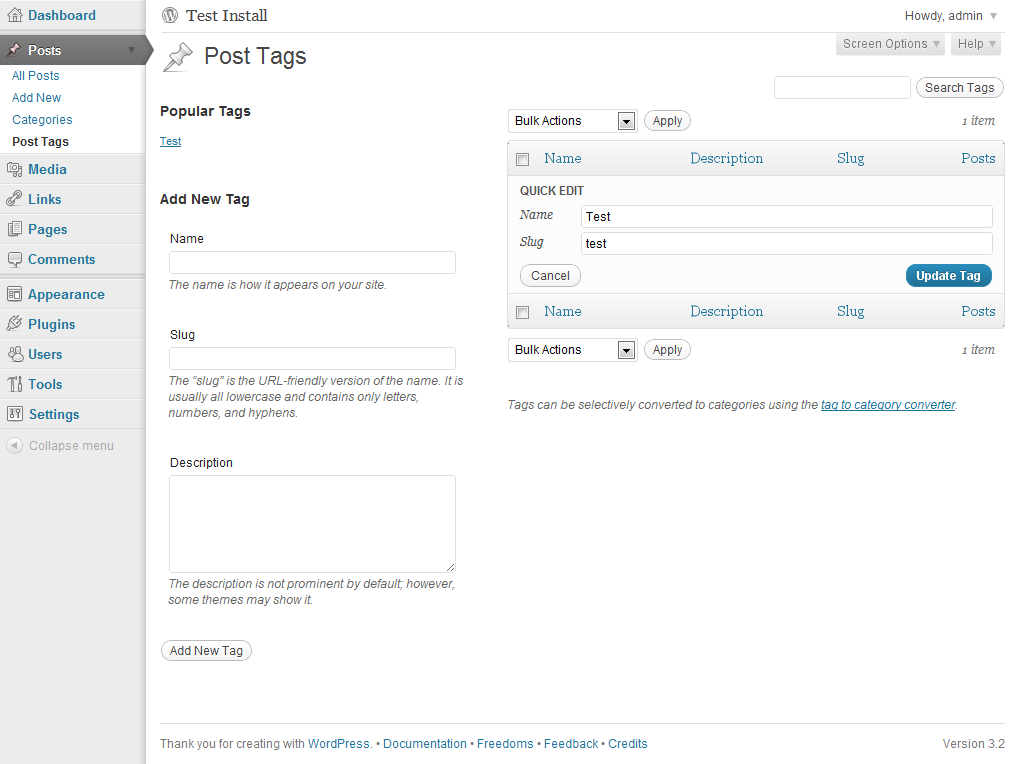 Dashboard
Posts
All Posts
Add New
Categories
Post Tags
Media
Links
Pages
Comments
Appearance
Plugins
Users
Tools
Settings
Collapse menu
Test Install
Howdy, admin
Post Tags
Screen Options
Help
Search Tags
Popular Tags
Test
Add New Tag
Name
The name is how it appears on your site.
Slug
The “slug” is the URL-friendly version of the name. It is
usually all lowercase and contains only letters,
numbers, and hyphens.
Description
The description is not prominent by default; however,
some themes may show it.
Add New Tag
Bulk Actions Apply 1 item
Name Description Slug Posts
QUICK EDIT
Name Test
Slug test
Cancel Update Tag
Name Description Slug Posts
Bulk Actions Apply 1 item
Tags can be selectively converted to categories using the tag to category converter.
Thank you for creating with WordPress. • Documentation • Freedoms • Feedback • Credits
Version 3.2